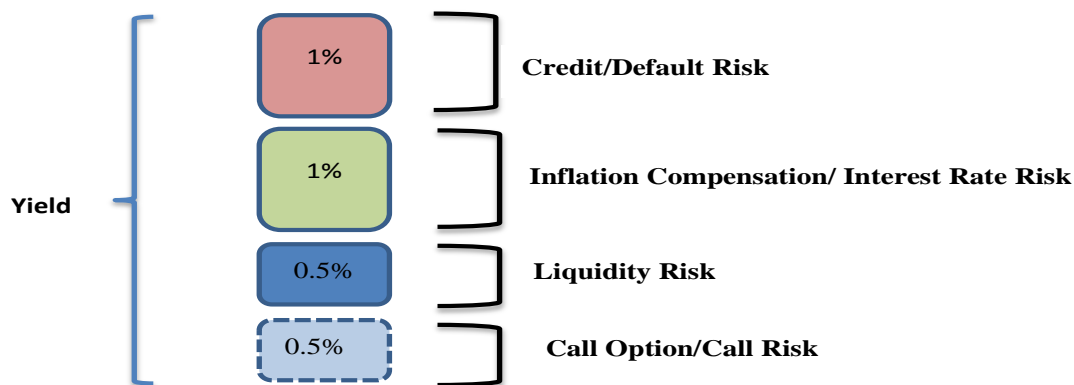 1%
Credit/Default Risk
1%
Inflation Compensation/ Interest Rate Risk
Yield
0.5%
Liquidity Risk
0.5%
Call Option/Call Risk